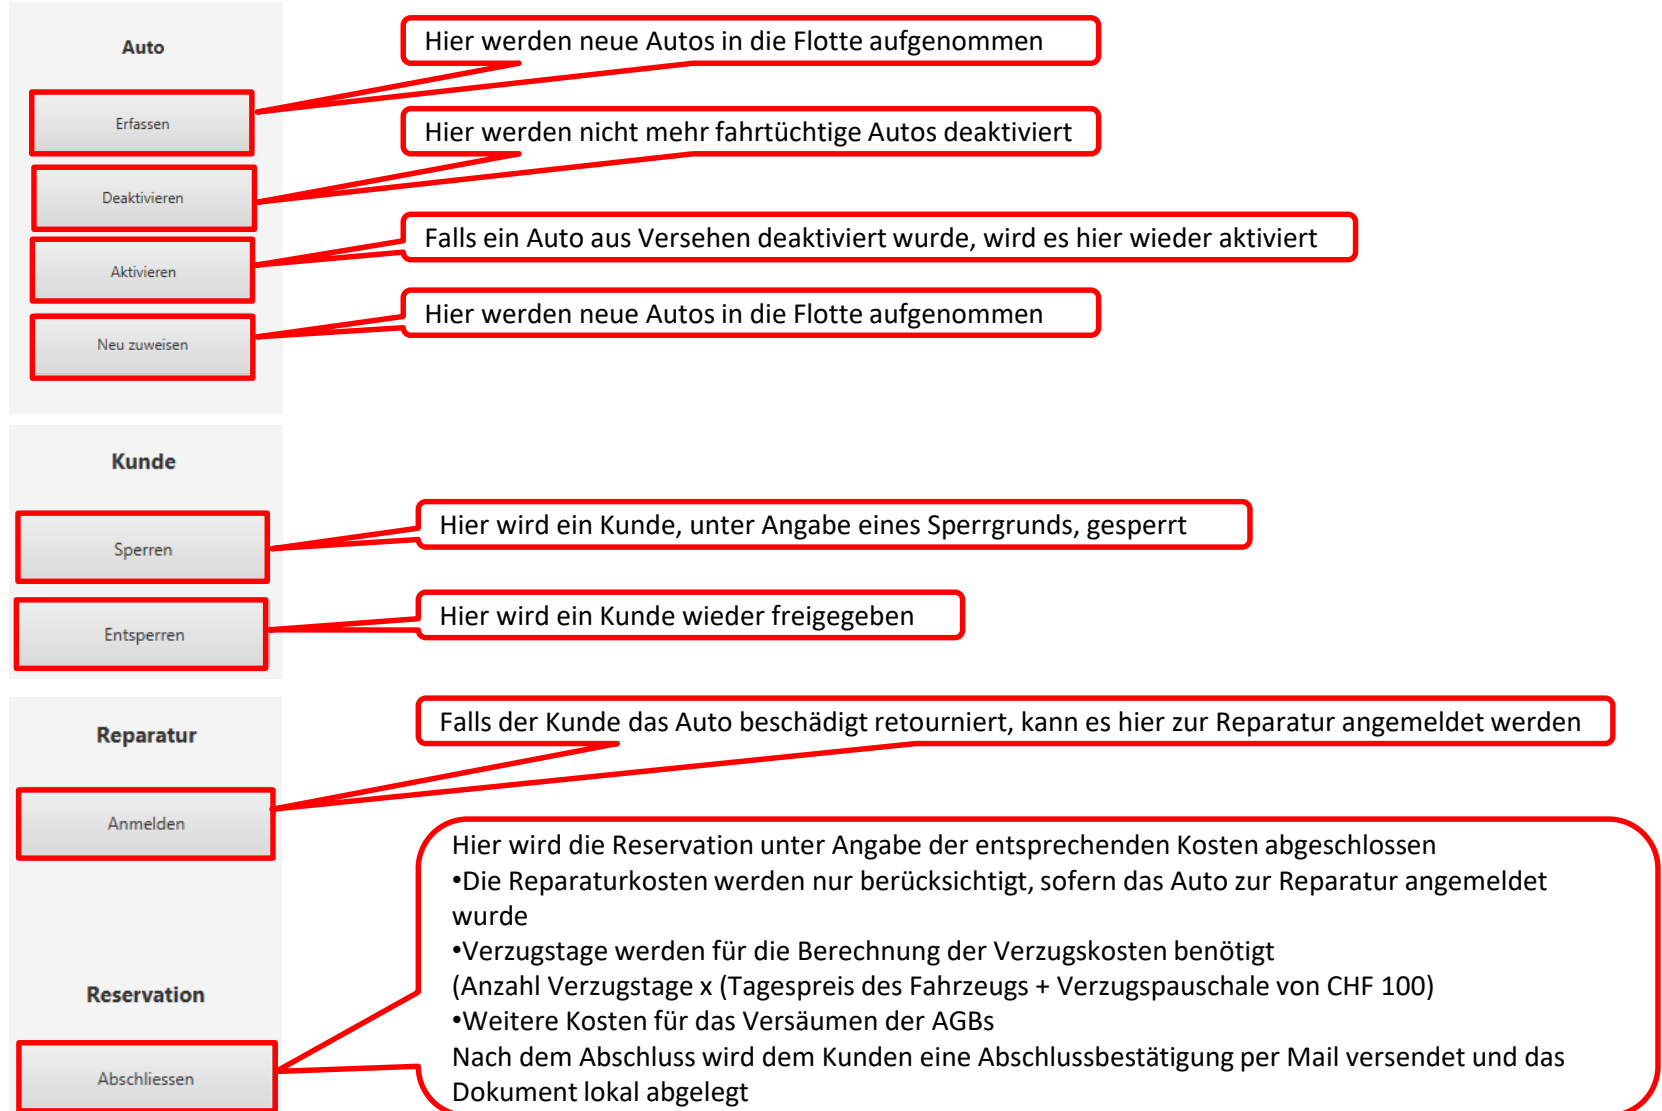 Auto
Hier werden neue Autos in die Flotte aufgenommen
Erfassen
Hier werden nicht mehr fahrtüchtige Autos deaktiviert
Deaktivieren
Falls ein Auto aus Versehen deaktiviert wurde, wird es hier wieder aktiviert
Aktivieren
Hier werden neue Autos in die Flotte aufgenommen
Neu zuweisen
Kunde
Hier wird ein Kunde, unter Angabe eines Sperrgrunds, gesperrt
Sperren
Hier wird ein Kunde wieder freigegeben
Entsperren
Reparatur
Falls der Kunde das Auto beschädigt retourniert, kann es hier zur Reparatur angemeldet werden
Anmelden
Hier wird die Reservation unter Angabe der entsprechenden Kosten abgeschlossen
•Die Reparaturkosten werden nur berücksichtigt, sofern das Auto zur Reparatur angemeldet
wurde
•Verzugstage werden für die Berechnung der Verzugskosten benötigt
(Anzahl Verzugstage x (Tagespreis des Fahrzeugs + Verzugspauschale von CHF 100)
•Weitere Kosten für das Versäumen der AGBs
Nach dem Abschluss wird dem Kunden eine Abschlussbestätigung per Mail versendet und das
Dokument lokal abgelegt
Reservation
Abschliessen